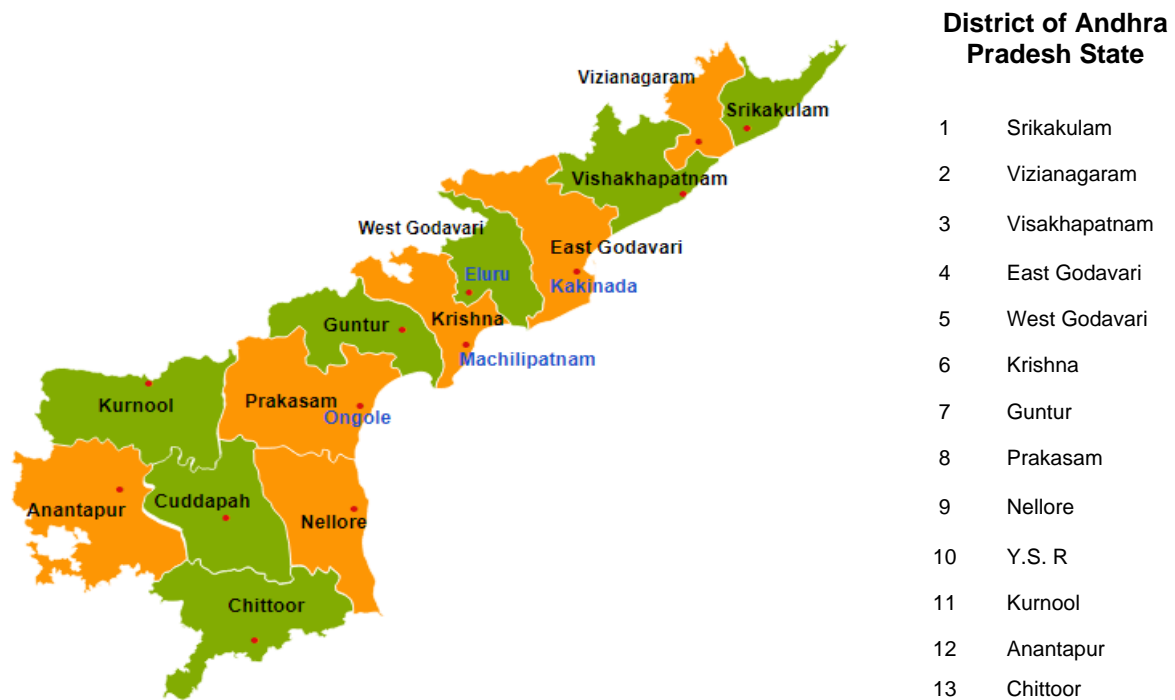 District of Andhra
Pradesh State
Vizianagaram
Srikakulam
Vishakhapatnam
West Godavari
East Godavari
Eluru
Kakinada
Krishna
Guntur
Machilipatnam
Kurnool
Prakasam
Ongole
Cuddapah
Anantapur
Nellore
Chittoor
1 Srikakulam
2 Vizianagaram
3 Visakhapatnam
4 East Godavari
5 West Godavari
6 Krishna
7 Guntur
8 Prakasam
9 Nellore
10 Y.S. R
11 Kurnool
12 Anantapur
13 Chittoor